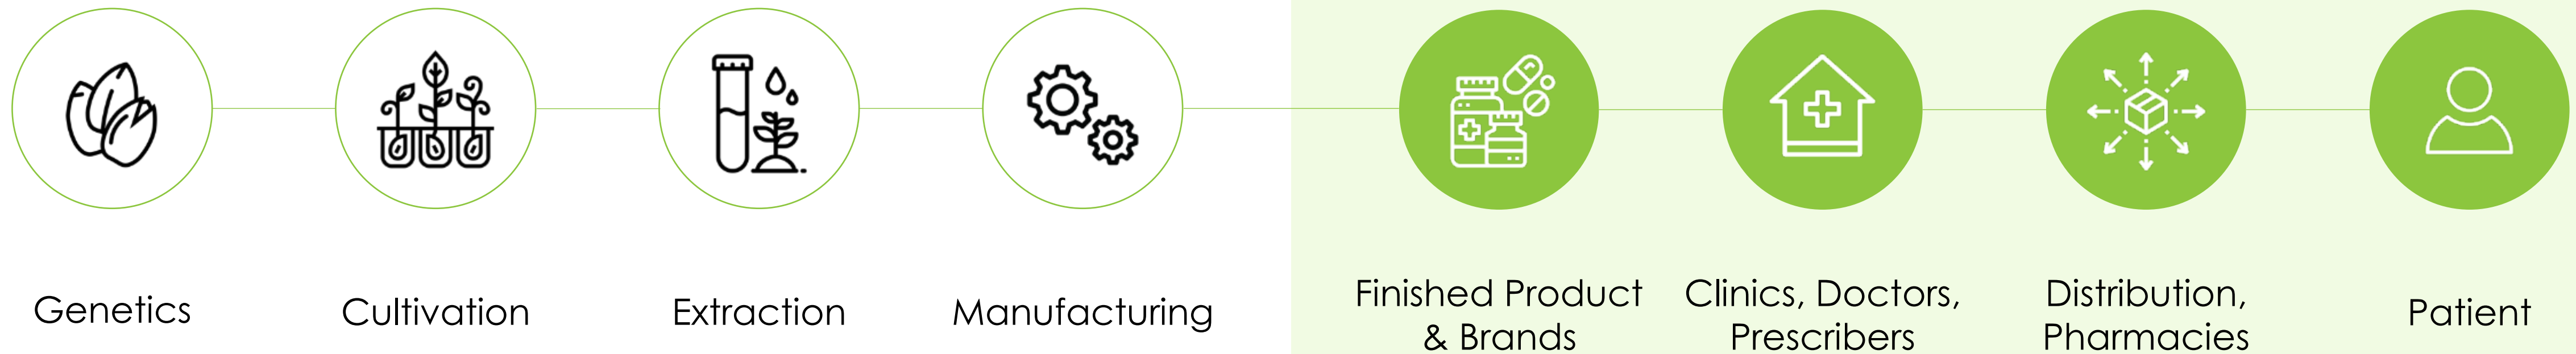 Genetics
Cultivation
Extraction
Manufacturing
Finished Product
& Brands
Clinics, Doctors,
Prescribers
Distribution,
Pharmacies
Patient